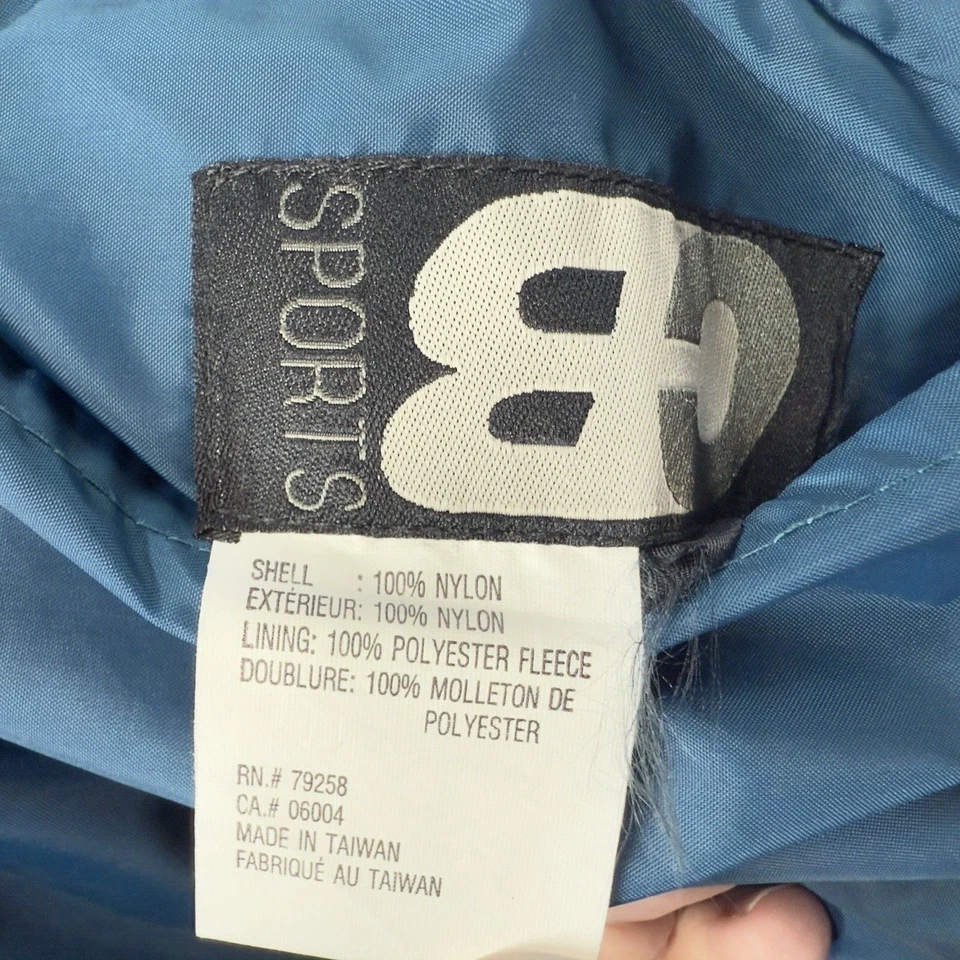 SPORTS
B
SHELL : 100% NYLON
EXTÉRIEUR: 100% NYLON
LINING: 100% POLYESTER FLEECE
DOUBLURE: 100% MOLLETON DE
POLYESTER
RN.# 79258
CA.# 06004
MADE IN TAIWAN
FABRIQUÉ AU TAIWAN